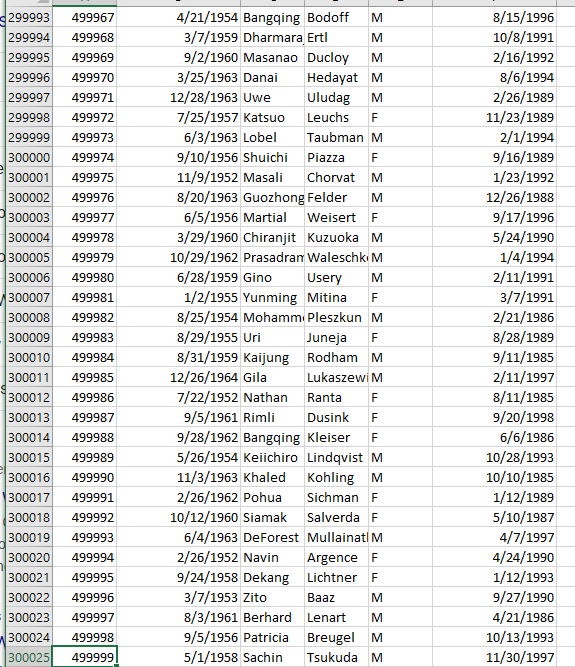 299993 499967 4/21/1954 Bangqing Bodoff M 8/15/1996
299994 499968 3/7/1959 Dharmara Ertl M 10/8/1991
299995 499969 9/2/1960 Masanao Ducloy M 2/16/1992
299996 499970 3/25/1963 Danai Hedayat M 8/6/1994
299997 499971 12/28/1963 Uwe Uludag M 2/26/1989
299998 499972 7/25/1957 Katsuo Leuchs F 11/23/1989
299999 499973 6/3/1963 Lobel Taubman M 2/1/1994
300000 499974 9/10/1956 Shuichi Piazza F 9/16/1989
300001 499975 11/9/1952 Masali Chorvat M 1/23/1992
300002 499976 8/20/1963 Guozhong Felder M 12/26/1988
300003 499977 6/5/1956 Martial Weisert F 9/17/1996
300004 499978 3/29/1960 Chiranjit Kuzuoka M 5/24/1990
300005 499979 10/29/1962 Prasadram Waleschk M 1/4/1994
300006 499980 6/28/1959 Gino Usery M 2/11/1991
300007 499981 1/2/1955 Yunming Mitina F 3/7/1991
300008 499982 8/25/1954 Mohamm Pleszkun M 2/21/1986
300009 499983 8/29/1955 Uri Juneja F 8/28/1989
300010 499984 8/31/1959 Kaijung Rodham M 9/11/1985
300011 499985 12/26/1964 Gila Lukaszewi M 2/11/1997
300012 499986 7/22/1952 Nathan Ranta F 8/11/1985
300013 499987 9/5/1961 Rimli Dusink F 9/20/1998
300014 499988 9/28/1962 Bangqing Kleiser F 6/6/1986
300015 499989 5/26/1954 Keiichiro Lindqvist M 10/28/1993
300016 499990 11/3/1963 Khaled Kohling M 10/10/1985
300017 499991 2/26/1962 Pohua Sichman F 1/12/1989
300018 499992 10/12/1960 Siamak Salverda F 5/10/1987
300019 499993 6/4/1963 DeForest Mullainatl M 4/7/1997
300020 499994 2/26/1952 Navin Argence F 4/24/1990
300021 499995 9/24/1958 Dekang Lichtner F 1/12/1993
300022 499996 3/7/1953 Zito Baaz M 9/27/1990
300023 499997 8/3/1961 Berhard Lenart M 4/21/1986
300024 499998 9/5/1956 Patricia Breugel M 10/13/1993
300025 499999 5/1/1958 Sachin Tsukuda M 11/30/1997